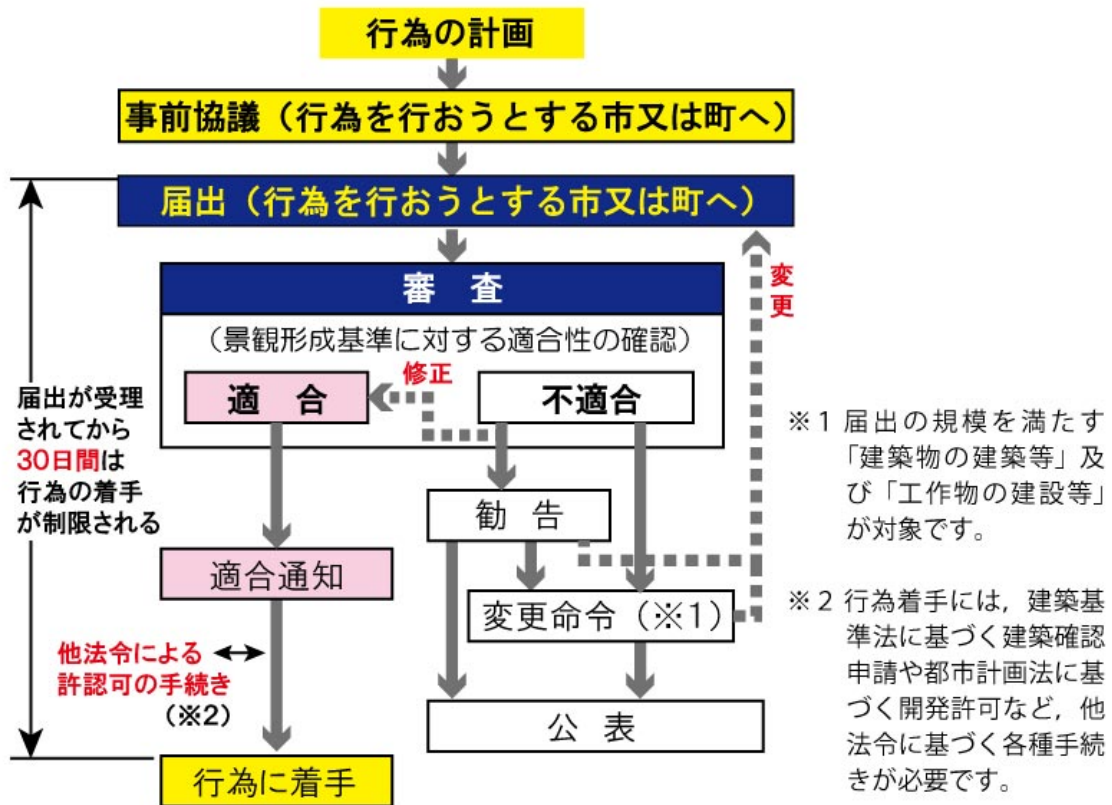 行為の計画
事前協議（行為を行おうとする市又は町へ）
届出（行為を行おうとする市又は町へ）
審　査
（景観形成基準に対する適合性の確認）
適　合
修正
不適合
変
更
届出が受理
されてから
30日間は
行為の着手
が制限される
勧　告
適合通知
変更命令（※1）
他法令による
許認可の手続き
（※2）
公　表
行為に着手
※1 届出の規模を満たす
「建築物の建築等」及
び「工作物の建設等」
が対象です。
※2 行為着手には，建築基
準法に基づく建築確認
申請や都市計画法に基
づく開発許可など，他
法令に基づく各種手続
きが必要です。